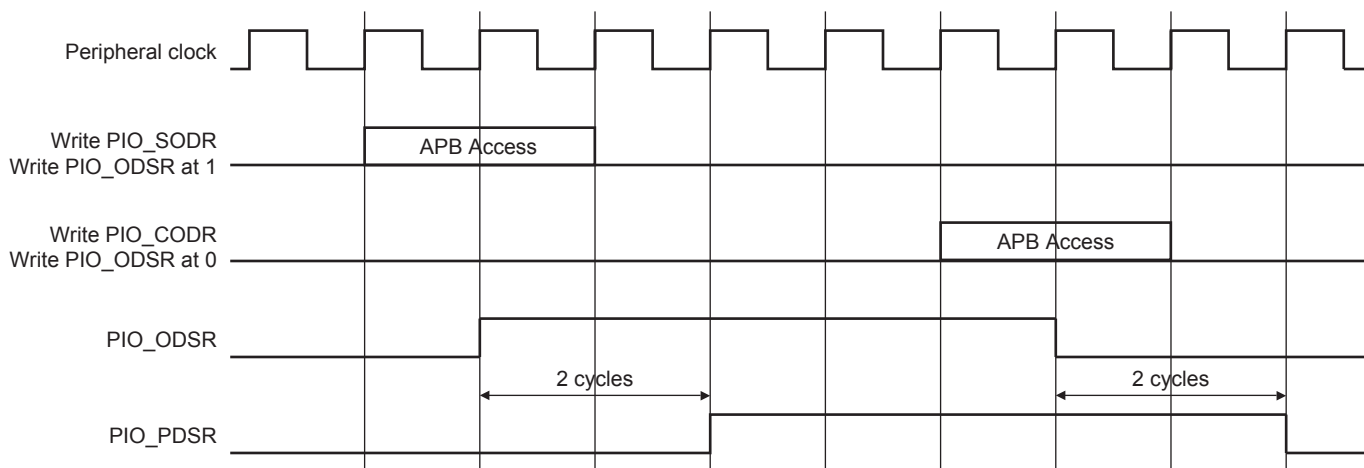 Peripheral clock
Write PIO_SODR
Write PIO_ODSR at 1
APB Access
Write PIO_CODR
Write PIO_ODSR at 0
APB Access
PIO_ODSR
2 cycles
2 cycles
PIO_PDSR